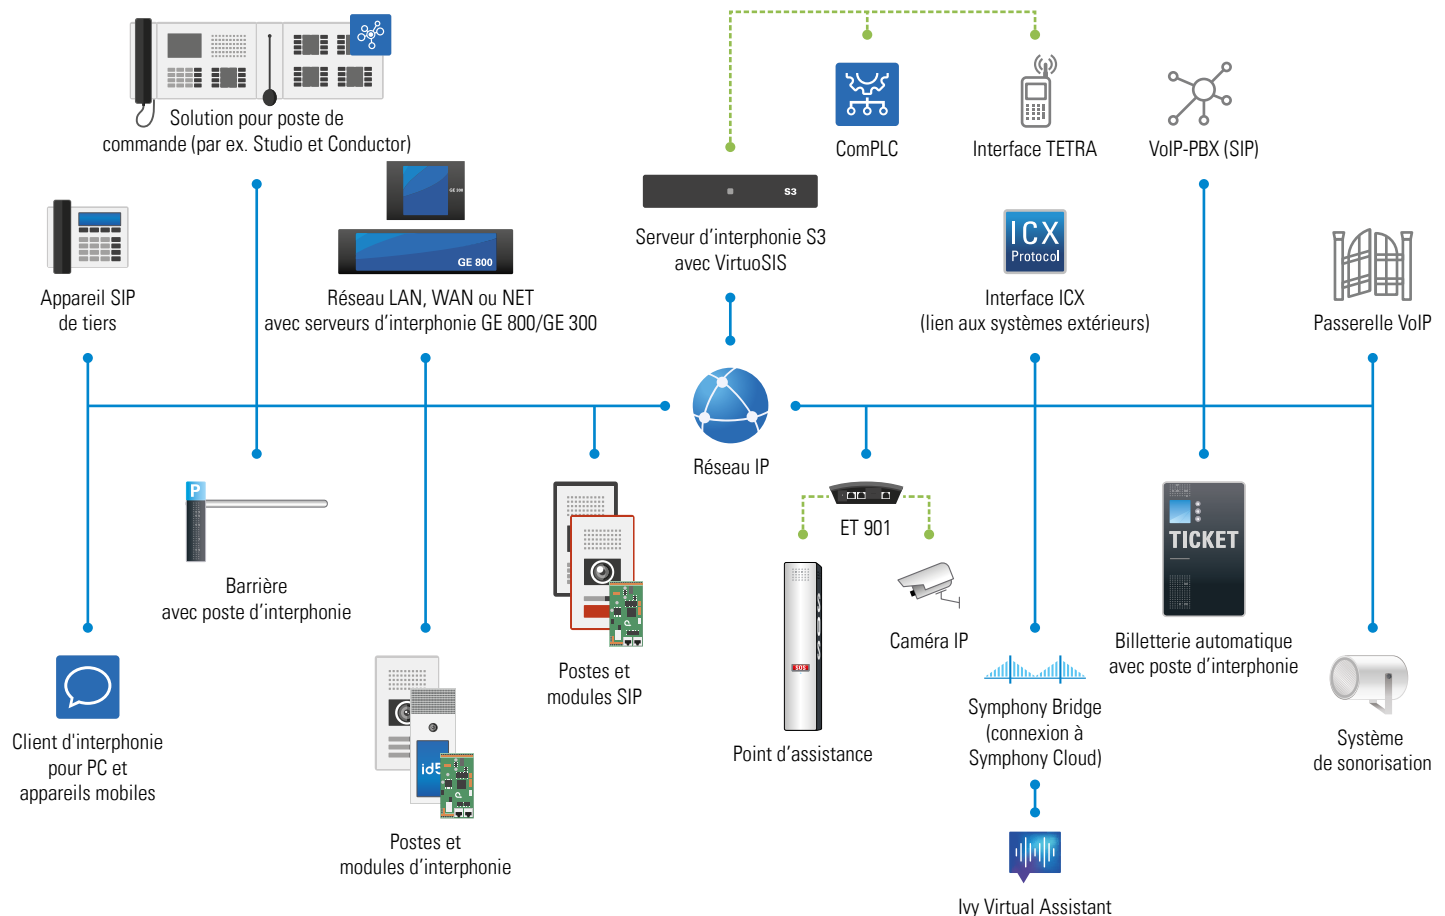 Solution pour poste de
commande (par ex. Studio et Conductor)
ComPLC
Interface TETRA
VoIP-PBX (SIP)
GE 300
GE 800
S3
ICX
Protocol
Appareil SIP
de tiers
Réseau LAN, WAN ou NET
avec serveurs d’interphonie GE 800/GE 300
Serveur d’interphonie S3
avec VirtuoSIS
Interface ICX
(lien aux systèmes extérieurs)
Passerelle VoIP
Réseau IP
P
Barrière
avec poste d’interphonie
ET 901
TICKET
SOS
SOS
Caméra IP
Billetterie automatique
avec poste d’interphonie
Postes et
modules SIP
Point d’assistance
Symphony Bridge
(connexion à
Symphony Cloud)
Client d'interphonie
pour PC et
appareils mobiles
id5
Système
de sonorisation
Postes et
modules d’interphonie
Ivy Virtual Assistant